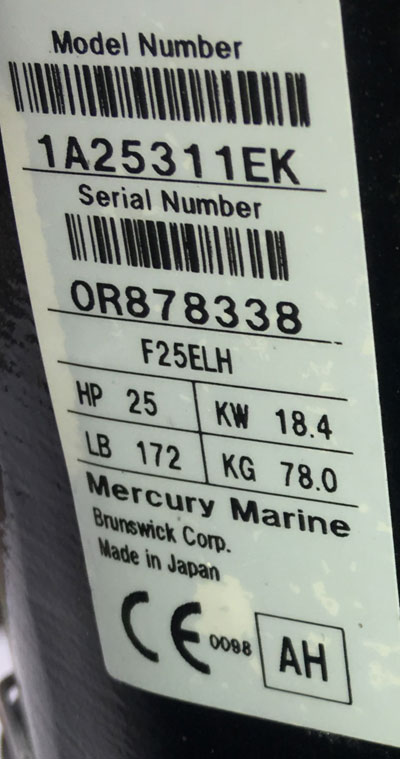 Model Number
1A25311EK
Serial Number
0R878338
F25ELH
HP 25 KW 18.4
LB 172 KG 78.0
Mercury Marine
Brunswick Corp.
Made in Japan
CE 0098 AH